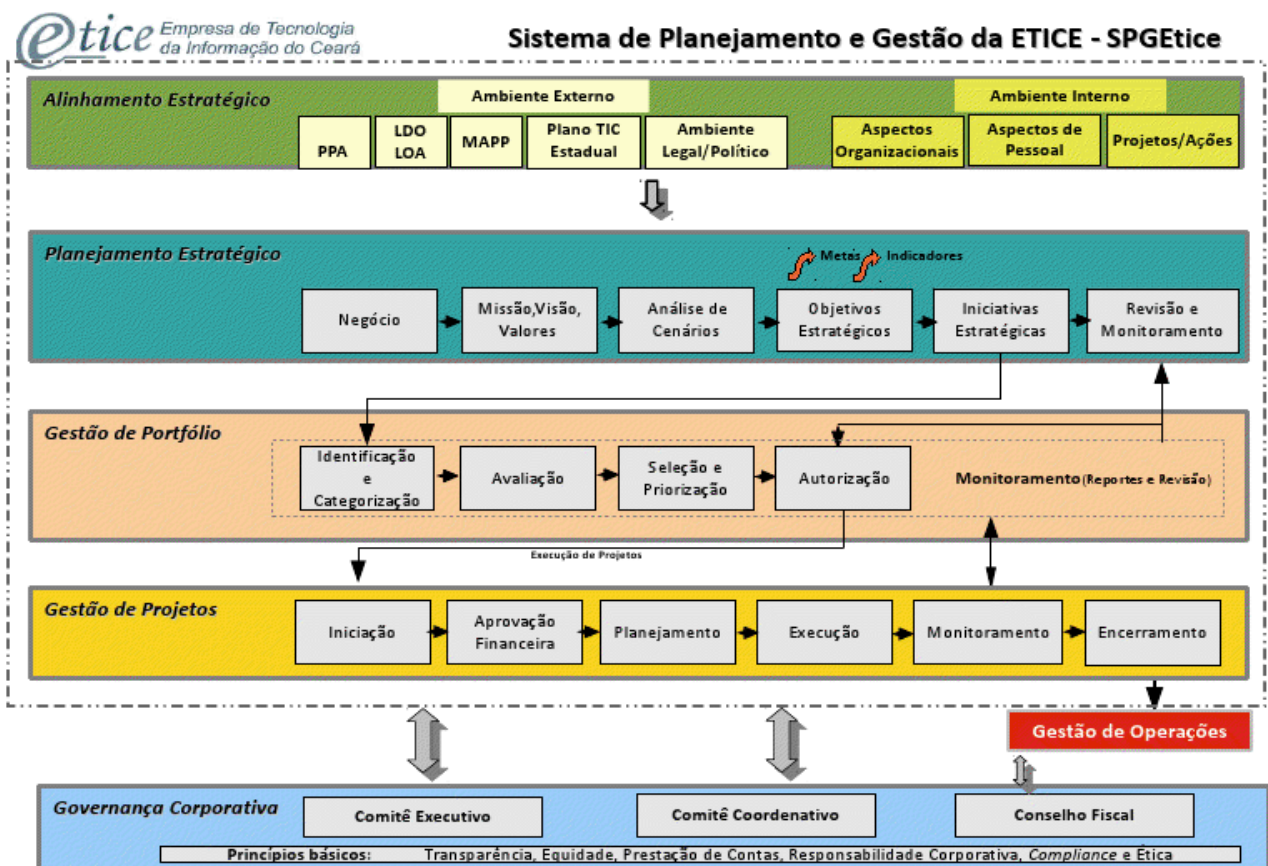 etice Empresa de Tecnologia
da Informação do Ceará
Sistema de Planejamento e Gestão da ETICE - SPGEtice
Alinhamento Estratégico
Ambiente Externo
Ambiente Interno
PPA
LDO
LOA
MAPP
Plano TIC
Estadual
Ambiente
Legal/Político
Aspectos
Organizacionais
Aspectos de
Pessoal
Projetos/Ações
Planejamento Estratégico
Metas
Indicadores
Negócio
Missão,Visão,
Valores
Análise de
Cenários
Objetivos
Estratégicos
Iniciativas
Estratégicas
Revisão e
Monitoramento
Gestão de Portfólio
Identificação
e
Categorização
Avaliação
Seleção e
Priorização
Autorização
Monitoramento(Reportes e Revisão)
Execução de Projetos
Gestão de Projetos
Iniciação
Aprovação
Financeira
Planejamento
Execução
Monitoramento
Encerramento
Gestão de Operações
Governança Corporativa
Comitê Executivo
Comitê Coordenativo
Conselho Fiscal
Princípios básicos: Transparência, Equidade, Prestação de Contas, Responsabilidade Corporativa, Compliance e Ética